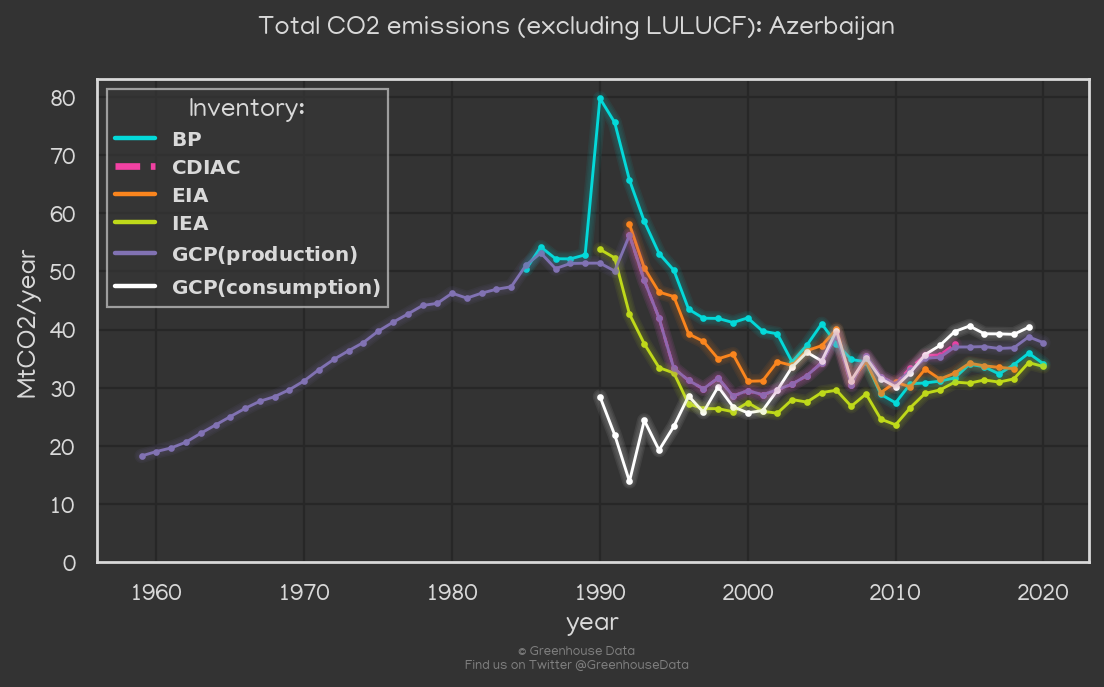 Total CO2 emissions (excluding LULUCF): Azerbaijan
Inventory:
BP
CDIAC
EIA
IEA
GCP(production)
GCP(consumption)
MtCO2/year
80
70
60
50
40
30
20
10
0
1960 1970 1980 1990 2000 2010 2020
year
© Greenhouse Data
Find us on Twitter @GreenhouseData